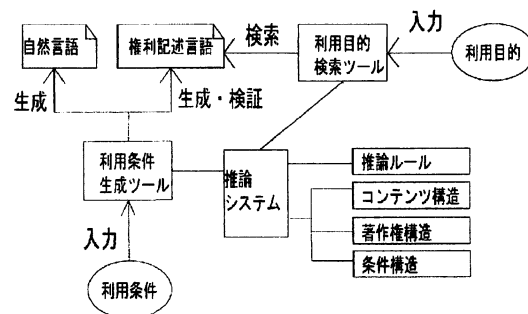 自然言語
権利記述言語
検索
利用目的
検索ツール
入力
利用目的
生成
生成・検証
利用条件
生成ツール
推論
システム
推論ルール
コンテンツ構造
著作権構造
条件構造
入力
利用条件